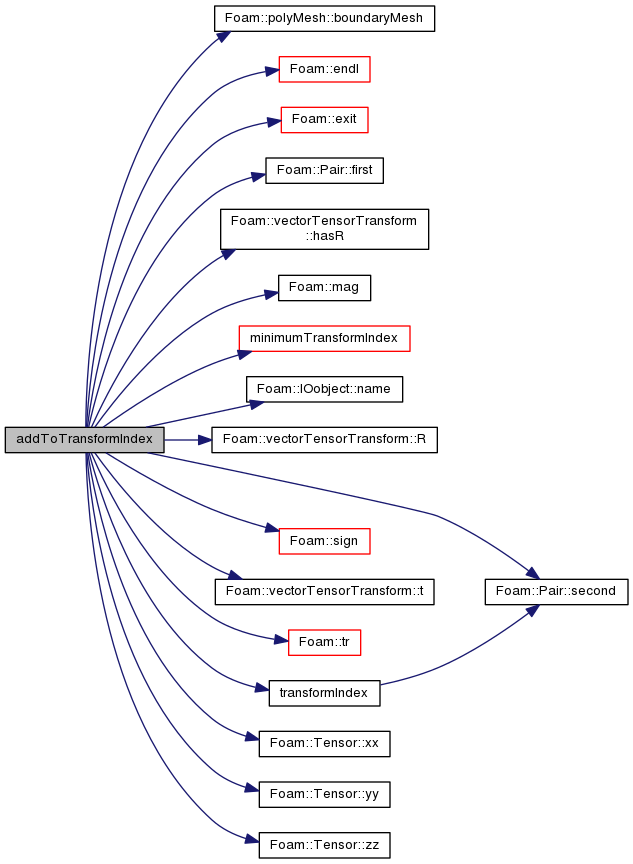 Foam::polyMesh::boundaryMesh
Foam::endl
Foam::exit
Foam::Pair::first
Foam::vectorTensorTransform
::hasR
Foam::mag
minimumTransformIndex
Foam::IOobject::name
addToTransformIndex
Foam::vectorTensorTransform::R
Foam::sign
Foam::vectorTensorTransform::t
Foam::Pair::second
Foam::tr
transformIndex
Foam::Tensor::xx
Foam::Tensor::yy
Foam::Tensor::zz